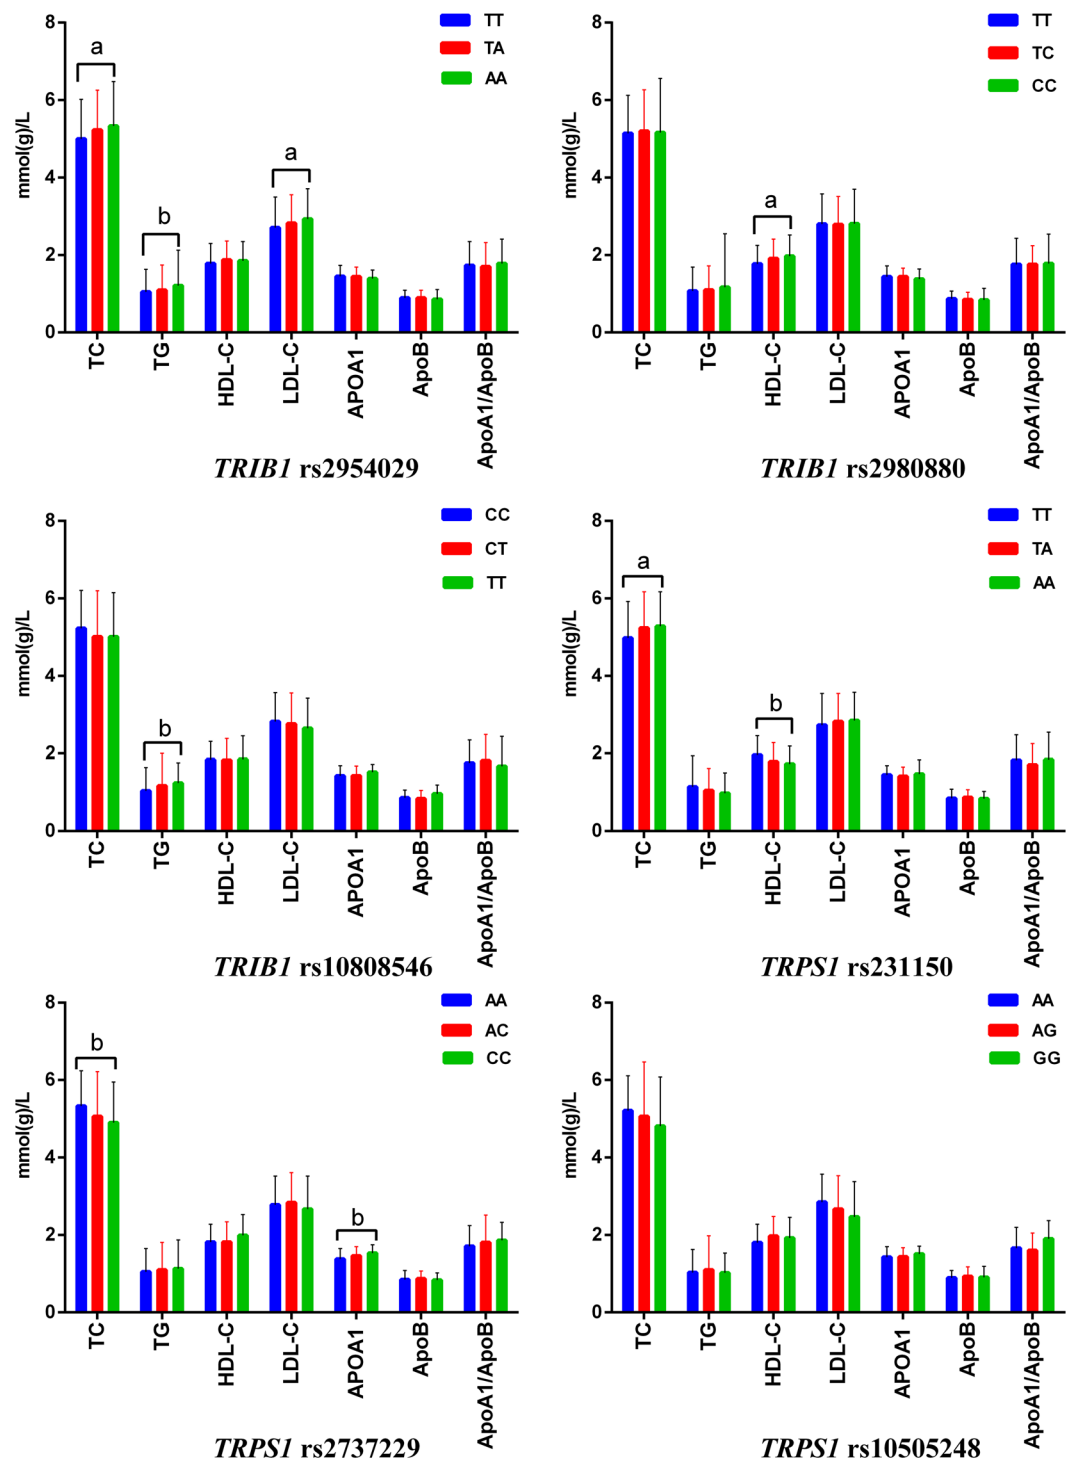 8
6
4
2
0
mmol(g)/L
TT
TA
AA
a
b
a
TC
TG
HDL-C
LDL-C
APOA1
ApoB
ApoA1/ApoB
TRIB1 rs2954029
8
6
4
2
0
mmol(g)/L
TT
TC
CC
a
TC
TG
HDL-C
LDL-C
APOA1
ApoB
ApoA1/ApoB
TRIB1 rs2980880
8
6
4
2
0
mmol(g)/L
CC
CT
TT
b
TC
TG
HDL-C
LDL-C
APOA1
ApoB
ApoA1/ApoB
TRIB1 rs10808546
8
6
4
2
0
mmol(g)/L
TT
TA
AA
a
b
TC
TG
HDL-C
LDL-C
APOA1
ApoB
ApoA1/ApoB
TRPS1 rs231150
8
6
4
2
0
mmol(g)/L
AA
AC
CC
b
b
TC
TG
HDL-C
LDL-C
APOA1
ApoB
ApoA1/ApoB
TRPS1 rs2737229
8
6
4
2
0
mmol(g)/L
AA
AG
GG
TC
TG
HDL-C
LDL-C
APOA1
ApoB
ApoA1/ApoB
TRPS1 rs10505248